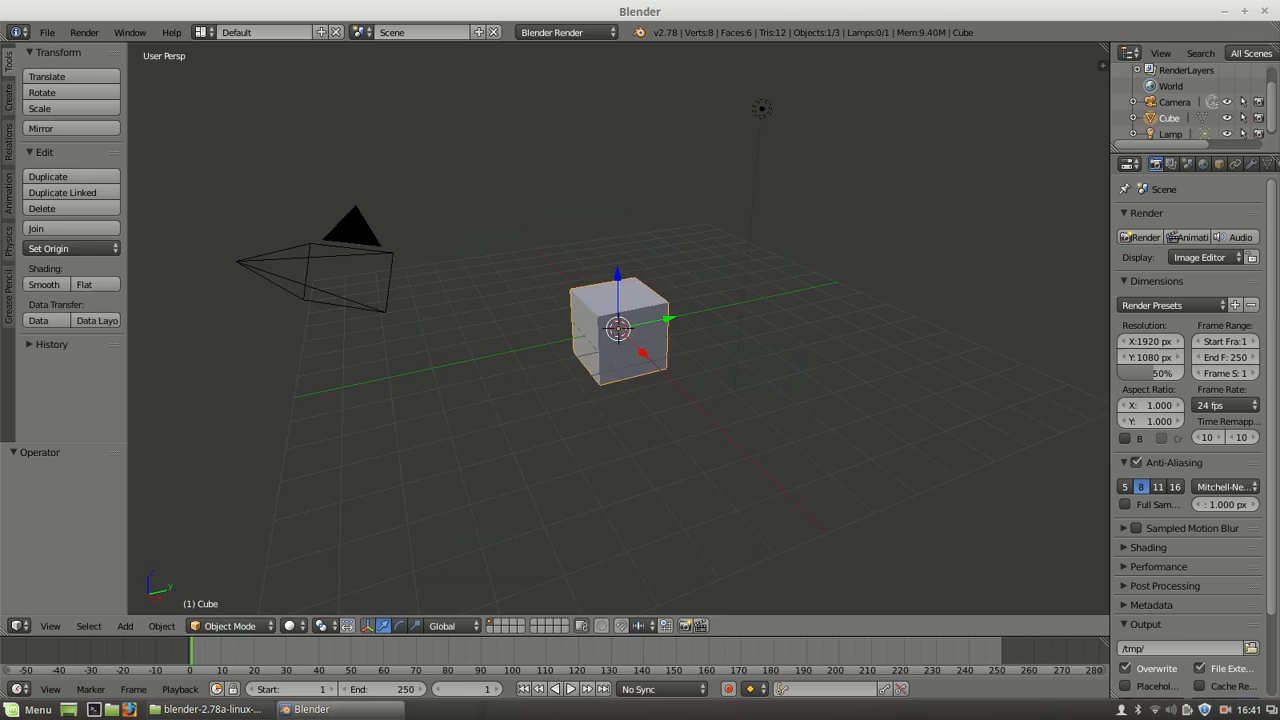 Blender
File Render Window Help Default Scene Blender Render v2.78 | Verts:8 | Faces:6 | Tris:12 | Objects:1/3 | Lamps:0/1 | Mem:9.40M | Cube
Tools
Create
Relations
Animation
Physics
Grease Pencil
Transform
Translate
Rotate
Scale
Mirror
Edit
Duplicate
Duplicate Linked
Delete
Join
Set Origin
Shading:
Smooth Flat
Data Transfer:
Data Data Layo
History
Operator
User Persp
z
y
(1) Cube
View Select Add Object Object Mode Global
View Search All Scenes
RenderLayers
World
Camera
Cube
Lamp
Scene
Render
Render Animati Audio
Display: Image Editor
Dimensions
Render Presets
Resolution: Frame Range:
X:1920 px Start Fra:1
Y:1080 px End F: 250
50% Frame S: 1
Aspect Ratio: Frame Rate:
X: 1.000 24 fps
Y: 1.000 Time Remapp...
B Cr 10 10
Anti-Aliasing
5 8 11 16 Mitchell-Ne...
Full Sam... : 1.000 px
Sampled Motion Blur
Shading
Performance
Post Processing
Metadata
Output
/tmp/
Overwrite File Exte...
Placehol... Cache Re...
-50 -40 -30 -20 -10 0 10 20 30 40 50 60 70 80 90 100 110 120 130 140 150 160 170 180 190 200 210 220 230 240 250 260 270 280
View Marker Frame Playback Start: 1 End: 250 1 No Sync
Menu blender-2.78a-linux-... Blender 16:41